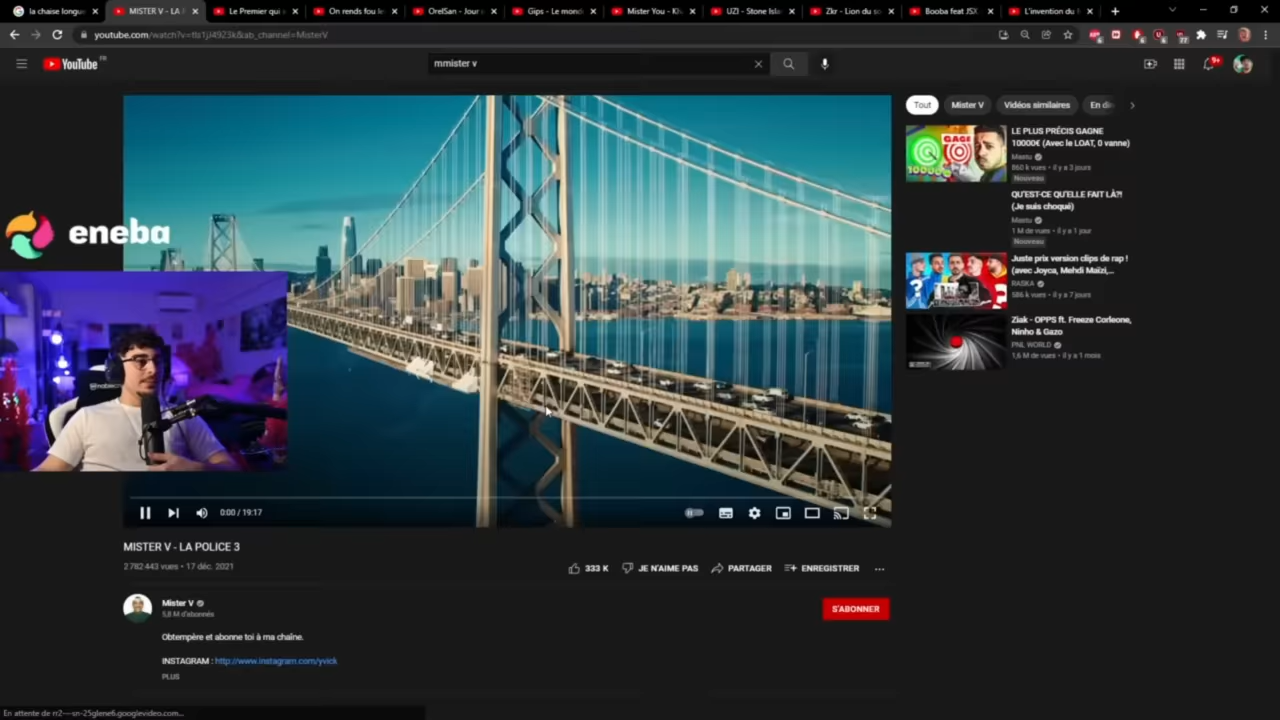 la chaise longu
MISTER V - LA P
Le Premier qui
On rends fou le
OrelSan - Jour
Gips - Le mond
Mister You - Kh
UZI - Stone Isl
Zkr - Lion du s
Booba feat JSX
L'invention du
youtube.com/watch?v=
&ab_channel=MisterV
YouTube FR
mmister v
9+
Tout
Mister V
Vidéos similaires
En di
LE PLUS PRÉCIS GAGNE
10000€ (Avec le LOAT, 0 vanne)
Mastu
860 k vues • il y a 3 jours
Nouveau
QU'EST-CE QU'ELLE FAIT LÀ?!
(Je suis choqué)
Mastu
1 M de vues • il y a 1 jour
Nouveau
Juste prix version clips de rap !
(avec Joyca, Mehdi Maïzi,...
RASKA
586 k vues • il y a 7 jours
Ziak - OPPS ft. Freeze Corleone,
Ninho & Gazo
PNL WORLD
1,6 M de vues • il y a 1 mois
eneba
0:00 / 19:17
MISTER V - LA POLICE 3
2 782 443 vues • 17 déc. 2021
333 K
JE N'AIME PAS
PARTAGER
ENREGISTRER
...
Mister V
5,8 M d'abonnés
S'ABONNER
Obtempère et abonne toi à ma chaîne.
INSTAGRAM : http://www.instagram.com/yvick
PLUS
En attente de rr2---sn-25glenefi.googlevideo.com...